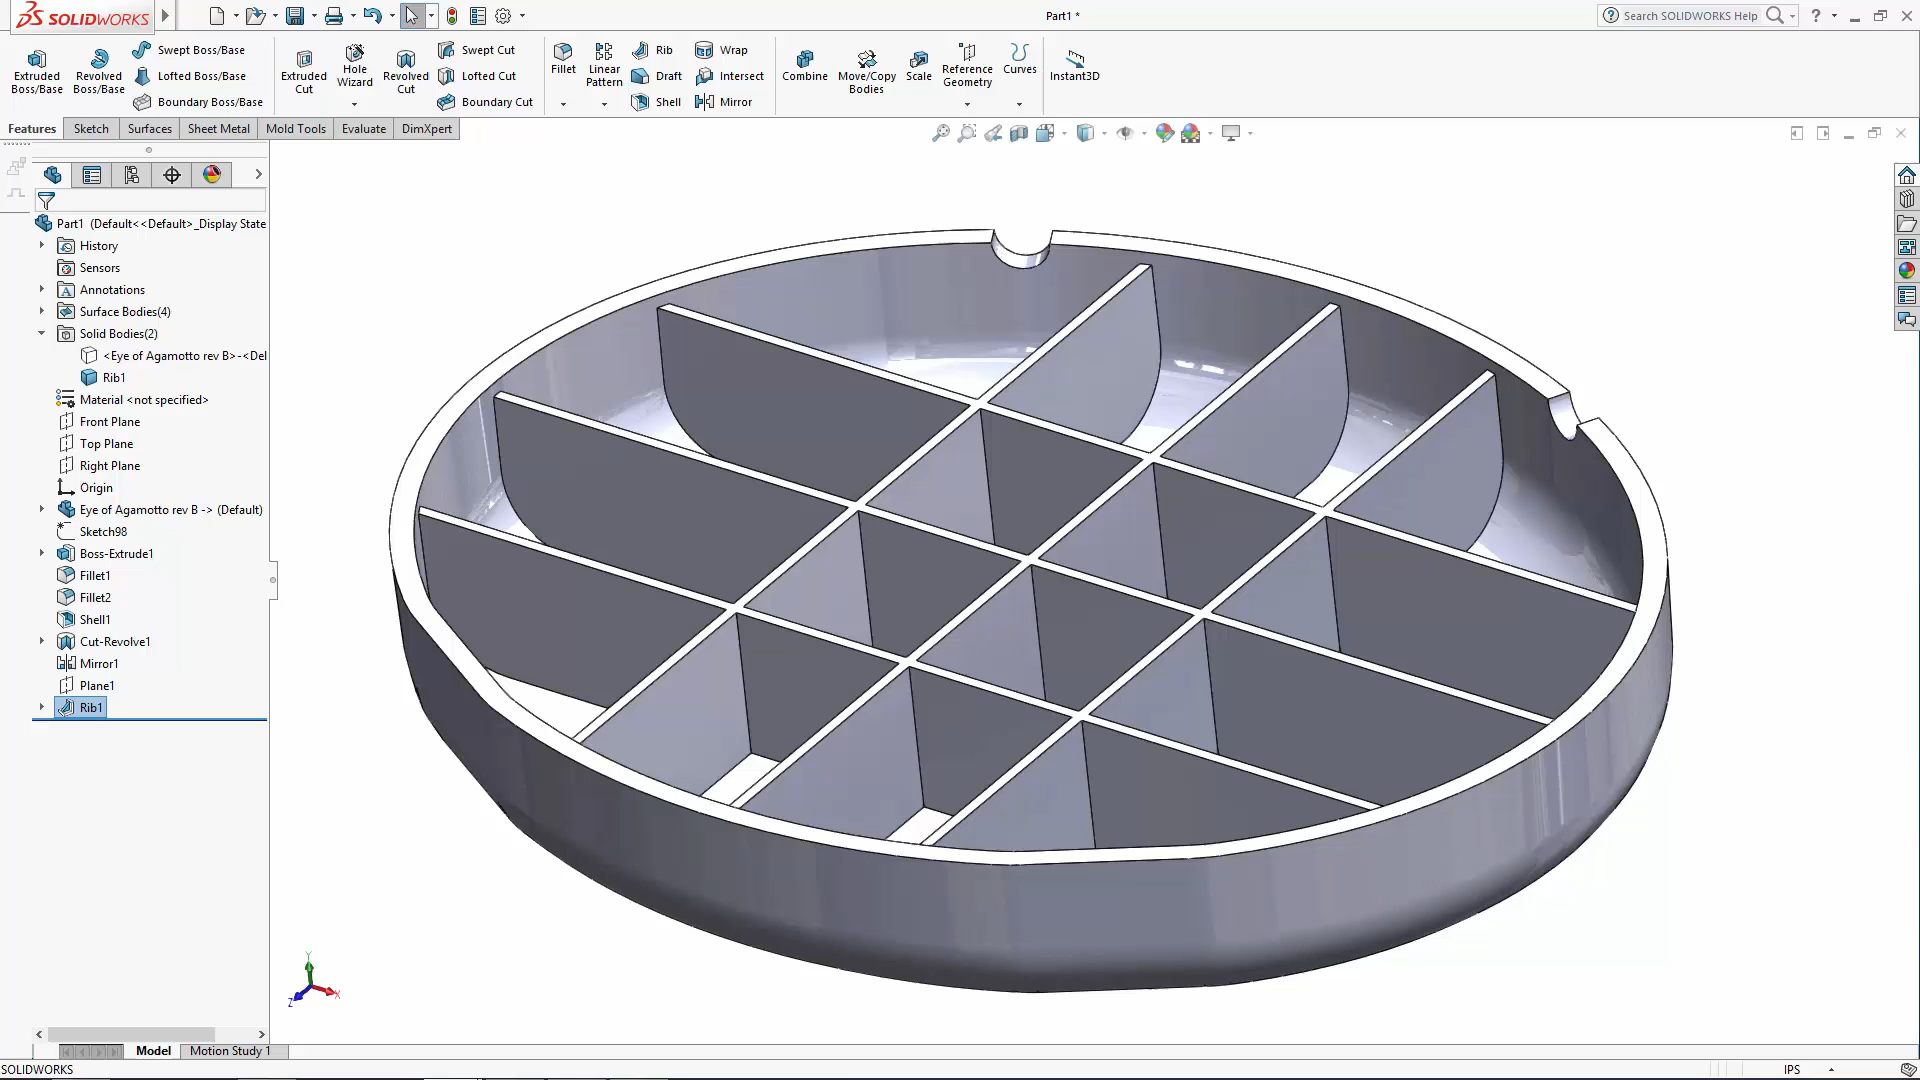 SOLIDWORKS
Part1 *
Search SOLIDWORKS Help
Extruded Boss/Base
Revolved Boss/Base
Swept Boss/Base
Lofted Boss/Base
Boundary Boss/Base
Extruded Cut
Hole Wizard
Revolved Cut
Swept Cut
Lofted Cut
Boundary Cut
Fillet
Linear Pattern
Rib
Draft
Shell
Wrap
Intersect
Mirror
Combine
Move/Copy Bodies
Scale
Reference Geometry
Curves
Instant3D
Features
Sketch
Surfaces
Sheet Metal
Mold Tools
Evaluate
DimXpert
Part1 (Default<<Default>_Display State
History
Sensors
Annotations
Surface Bodies(4)
Solid Bodies(2)
<Eye of Agamotto rev B>-<Del
Rib1
Material <not specified>
Front Plane
Top Plane
Right Plane
Origin
Eye of Agamotto rev B -> (Default)
Sketch98
Boss-Extrude1
Fillet1
Fillet2
Shell1
Cut-Revolve1
Mirror1
Plane1
Rib1
Y
X
Z
Model
Motion Study 1
SOLIDWORKS
IPS